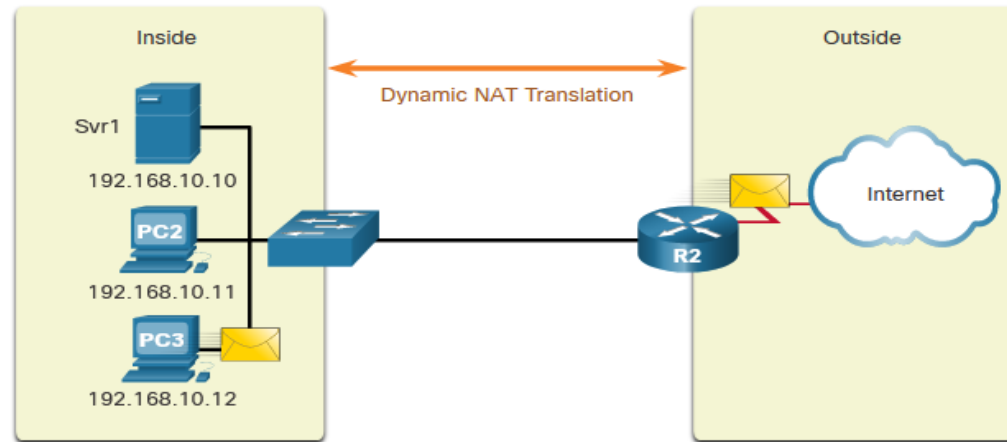 Inside
Outside
Dynamic NAT Translation
Svr1
192.168.10.10
Internet
PC2
R2
192.168.10.11
PC3
192.168.10.12